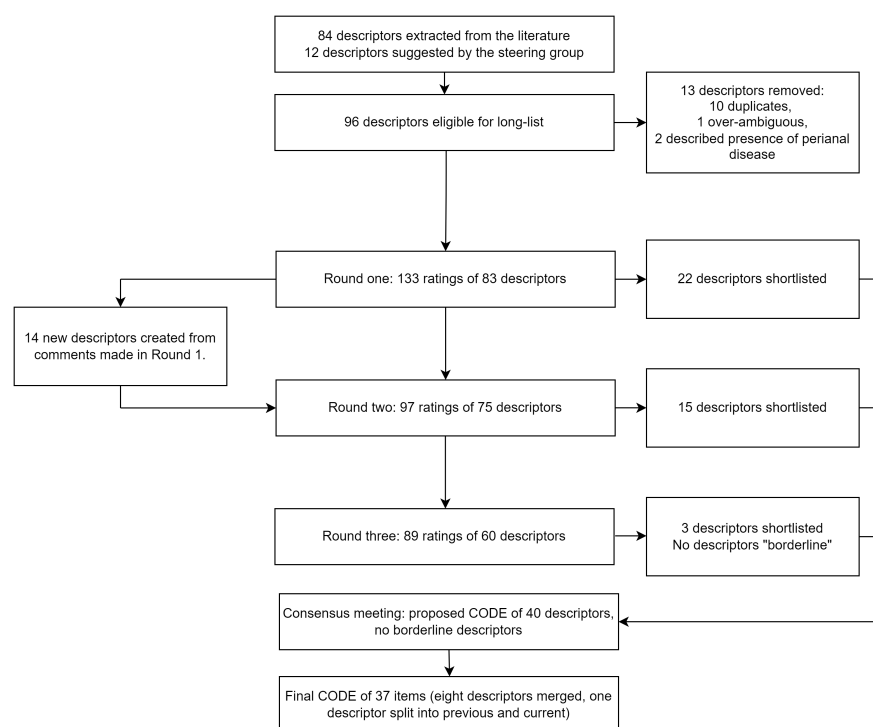 84 descriptors extracted from the literature
12 descriptors suggested by the steering group
96 descriptors eligible for long-list
13 descriptors removed:
10 duplicates,
1 over-ambiguous,
2 described presence of perianal
disease
Round one: 133 ratings of 83 descriptors
22 descriptors shortlisted
14 new descriptors created from
comments made in Round 1.
Round two: 97 ratings of 75 descriptors
15 descriptors shortlisted
Round three: 89 ratings of 60 descriptors
3 descriptors shortlisted
No descriptors "borderline"
Consensus meeting: proposed CODE of 40 descriptors,
no borderline descriptors
Final CODE of 37 items (eight descriptors merged, one
descriptor split into previous and current)